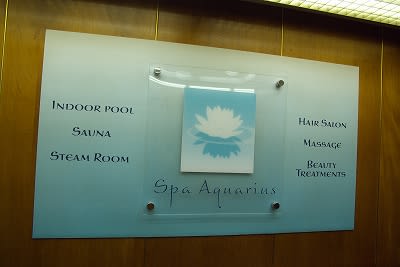 Indoor pool
Sauna
Steam Room
Spa Aquarius
Hair Salon
Massage
Beauty
Treatments